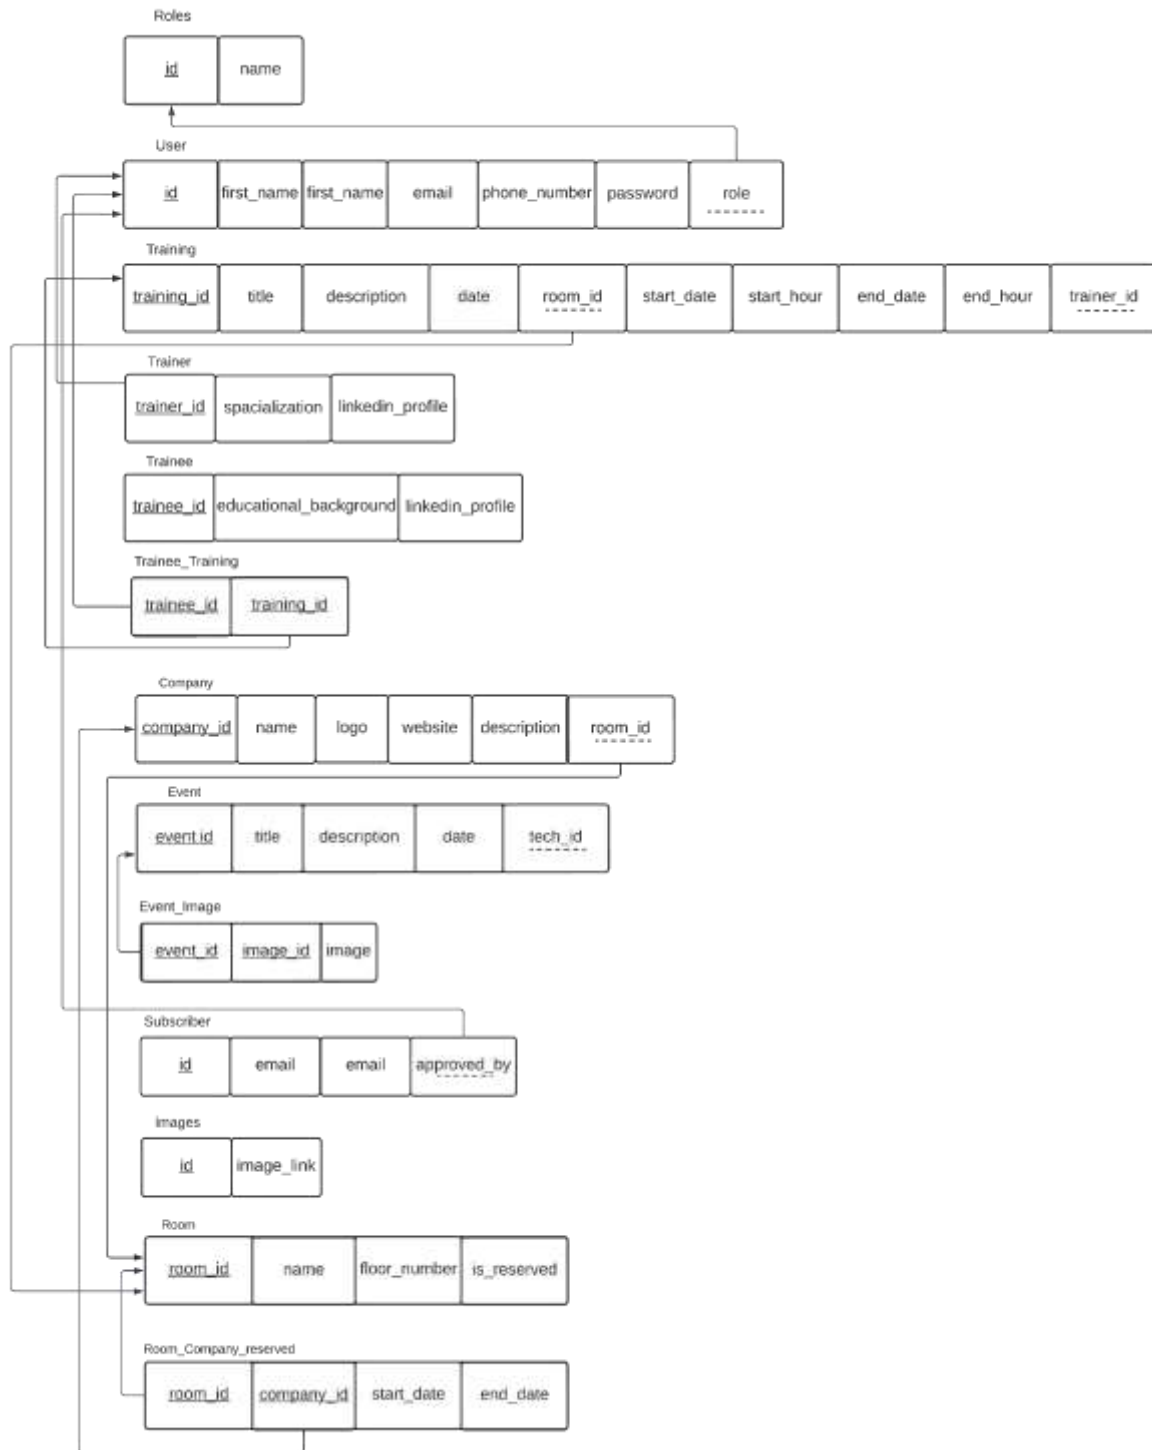 Roles
id name
User
id first_name first_name email phone_number password role
Training
training_id title description date room_id start_date start_hour end_date end_hour trainer_id
Trainer
trainer_id spacialization linkedin_profile
Trainee
trainee_id educational_background linkedin_profile
Trainee_Training
trainee_id training_id
Company
company_id name logo website description room_id
Event
event id title description date tech_id
Event_Image
event_id image_id image
Subscriber
id email email approved_by
images
id image_link
Room
room_id name floor_number is_reserved
Room_Company_reserved
room_id company_id start_date end_date